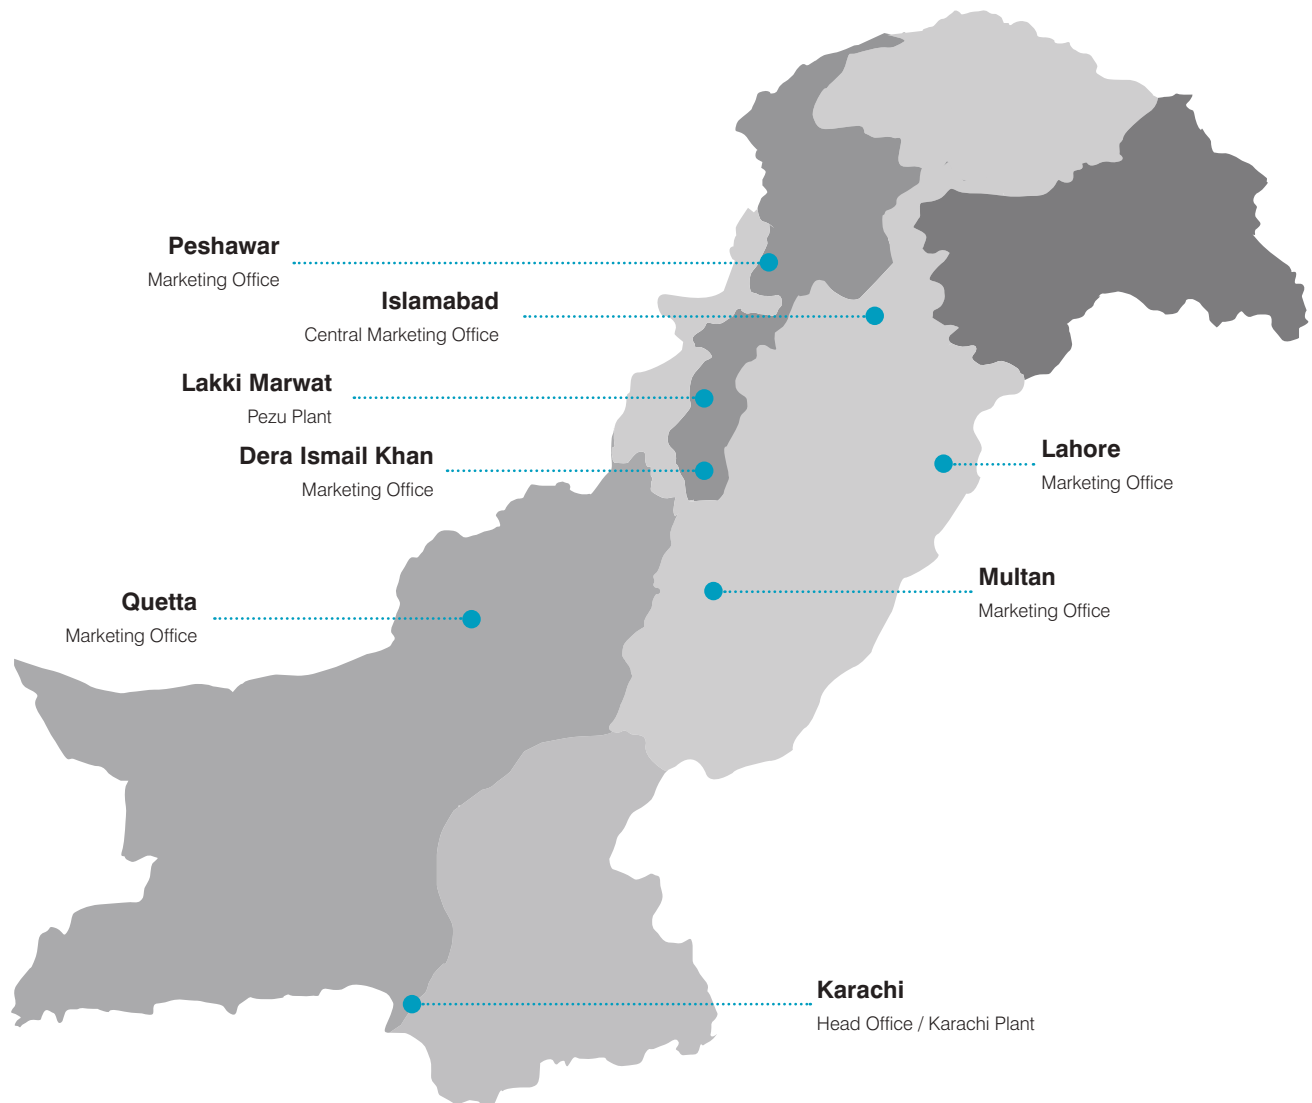 Peshawar
Marketing Office
Islamabad
Central Marketing Office
Lakki Marwat
Pezu Plant
Dera Ismail Khan
Marketing Office
Lahore
Marketing Office
Multan
Marketing Office
Quetta
Marketing Office
Karachi
Head Office / Karachi Plant